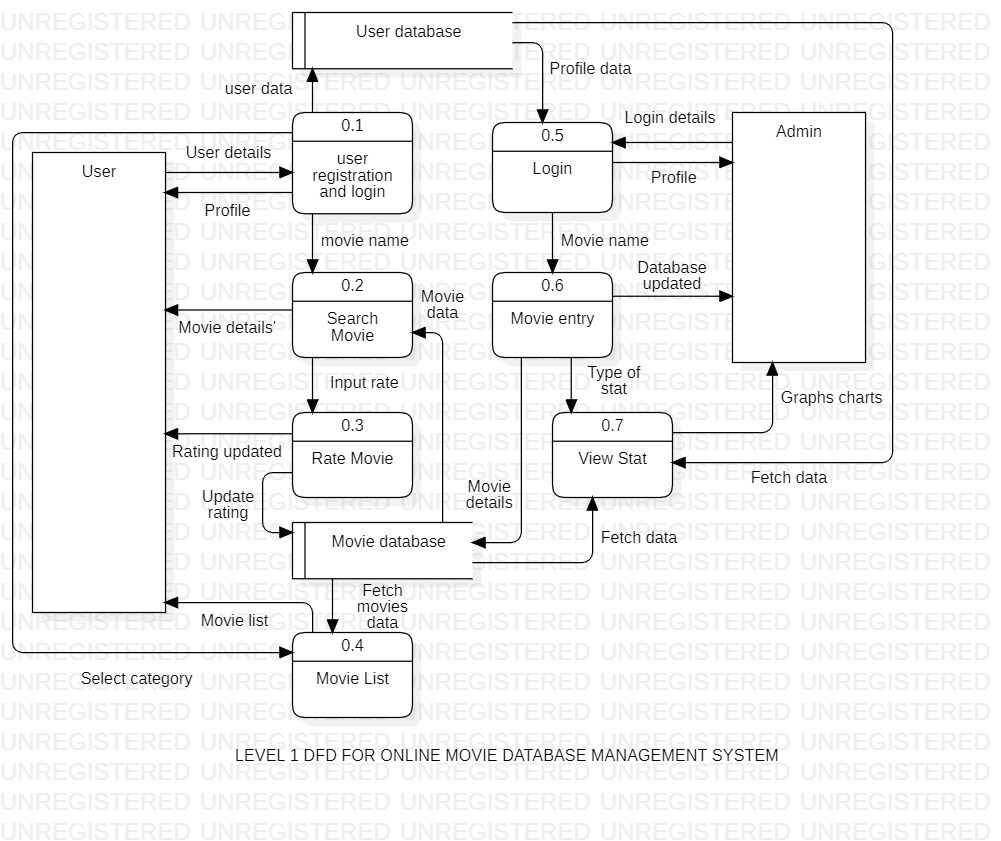 User database
user data
Profile data
0.1
user
registration
and login
0.5
Login
Login details
Admin
User
User details
Profile
Profile
movie name
Movie name
Database
updated
0.2
Search
Movie
Movie
data
0.6
Movie entry
Movie details'
Input rate
Type of
stat
Graphs charts
0.3
Rate Movie
0.7
View Stat
Rating updated
Update
rating
Movie
details
Fetch data
Movie database
Fetch data
Fetch
movies
data
Movie list
0.4
Movie List
Select category
LEVEL 1 DFD FOR ONLINE MOVIE DATABASE MANAGEMENT SYSTEM
UNREGISTERED UNREGISTERED UNREGISTERED UNREGISTERED UNREGISTERED